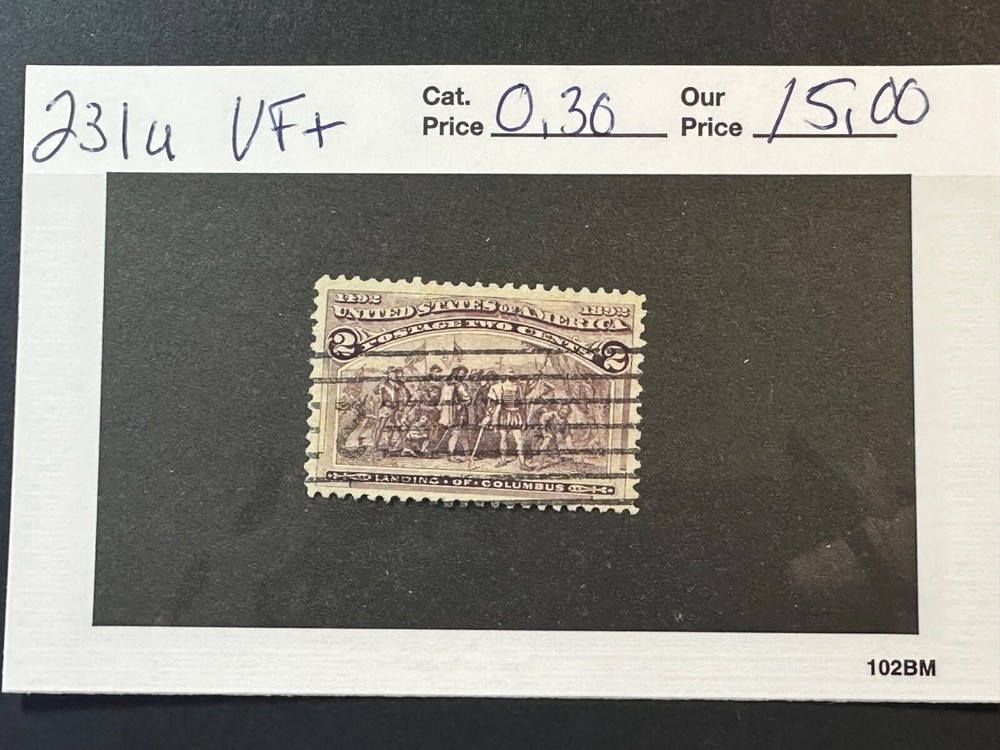 231u VF+ Cat. Price 0.30 Our Price 15.00
1492 1892
UNITED STATES OF AMERICA
2 POSTAGE TWO CENTS 2
LANDING · OF · COLUMBUS
102BM